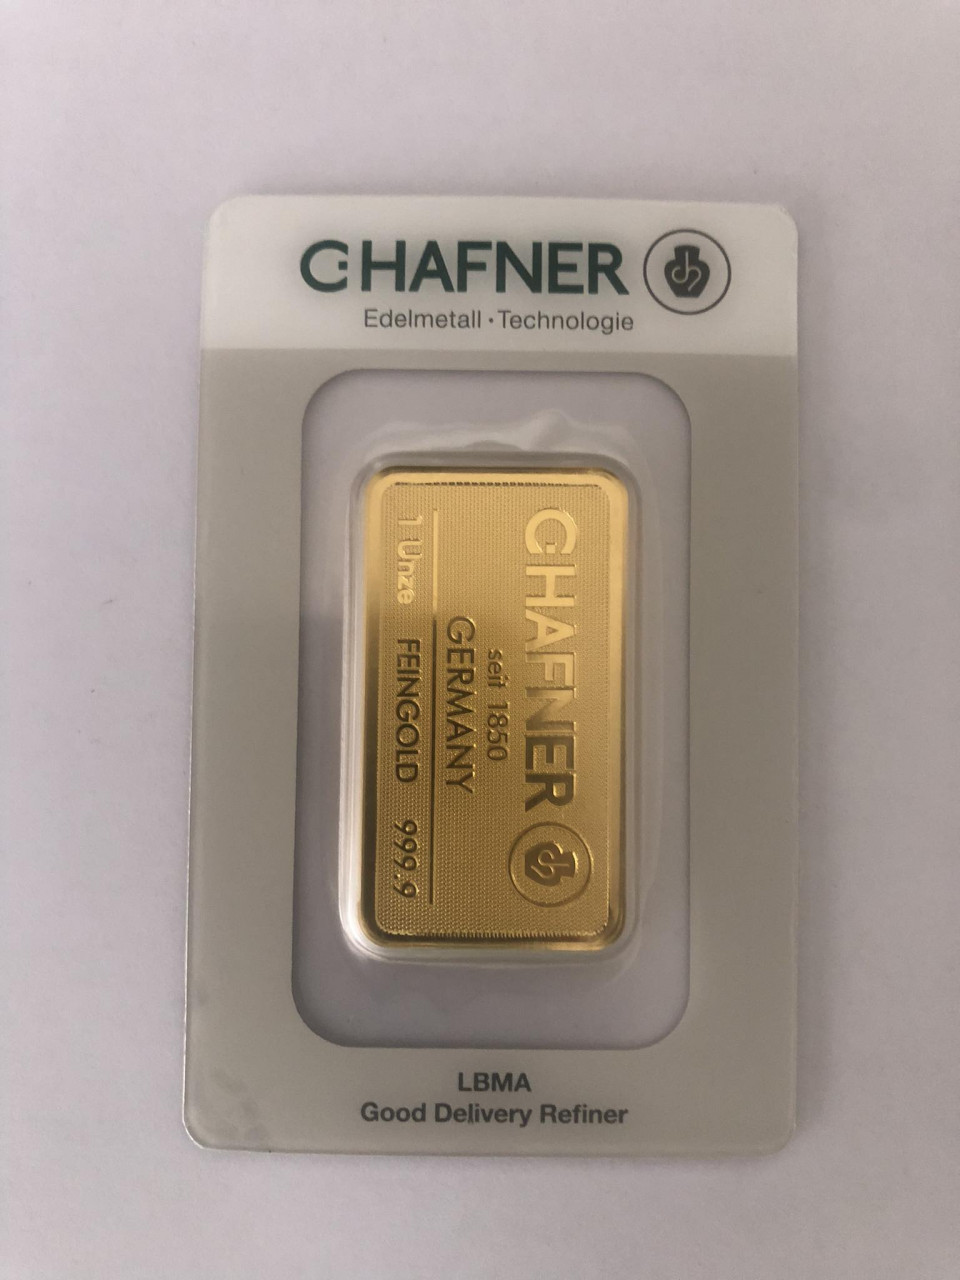 C.HAFNER
Edelmetall · Technologie
C.HAFNER
seit 1850
GERMANY
1 Unze FEINGOLD 999.9
LBMA
Good Delivery Refiner